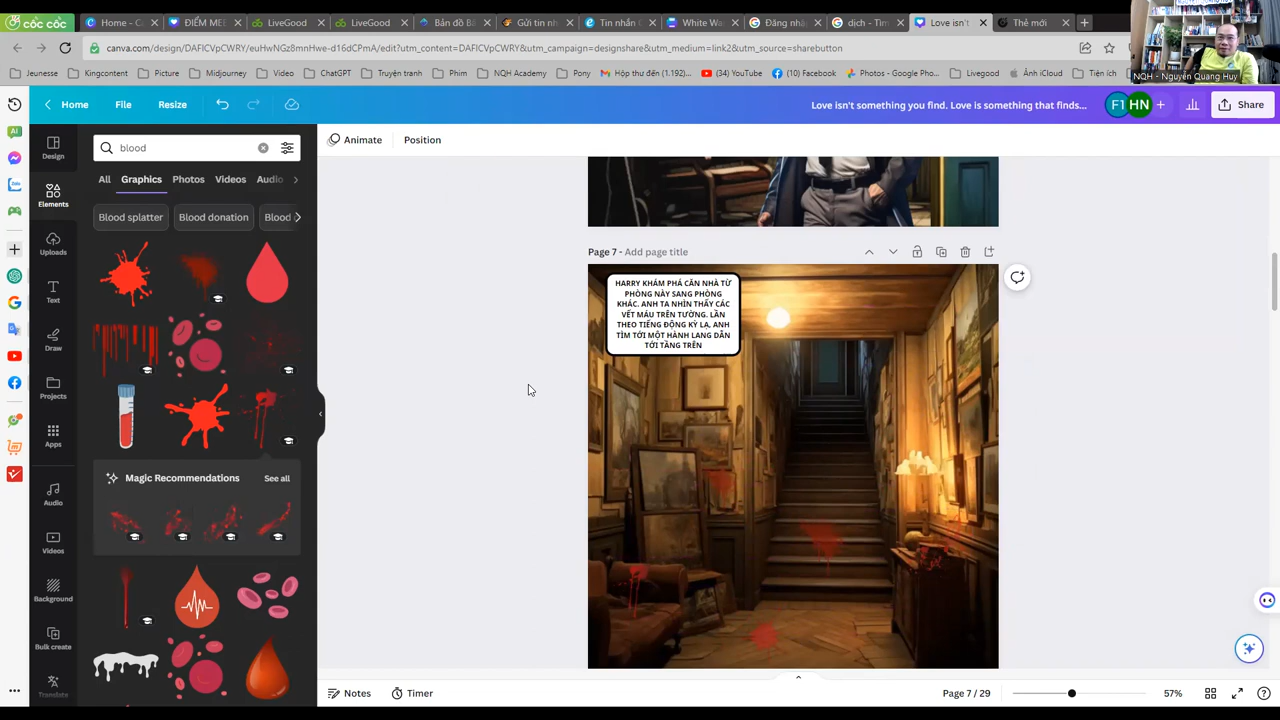 cốc cốc
Home - Ca
ĐIỂM MEE
LiveGood
LiveGood
Bản đồ Bả
Gửi tin nh
Tin nhắn C
White Wa
Đăng nhập
dịch - Tìm
Love isn't
Thẻ mới
canva.com/design/DAFICVpCWRY/euHwNGz8mnHwe-d16dCPmA/edit?utm_content=DAFICVpCWRY&utm_campaign=designshare&utm_medium=link2&utm_source=sharebutton
NQH - Nguyễn Quang Huy
Jeunesse
Kingcontent
Picture
Midjourney
Video
ChatGPT
Truyện tranh
Phim
NQH Academy
Pony
Hộp thư đến (1.192)...
(34) YouTube
(10) Facebook
Photos - Google Pho...
Livegood
Ảnh iCloud
Tiện ích
Home
File
Resize
Love isn't something you find. Love is something that finds...
F1
HN
Share
AI
Zalo
Design
Elements
Uploads
Text
Draw
Projects
Apps
Audio
Videos
Background
Bulk create
Translate
blood
All
Graphics
Photos
Videos
Audio
Blood splatter
Blood donation
Blood
Magic Recommendations
See all
Animate
Position
Page 7 - Add page title
HARRY KHÁM PHÁ CĂN NHÀ TỪ
PHÒNG NÀY SANG PHÒNG
KHÁC. ANH TA NHÌN THẤY CÁC
VẾT MÁU TRÊN TƯỜNG. LẦN
THEO TIẾNG ĐỘNG KỲ LẠ, ANH
TÌM TỚI MỘT HÀNH LANG DẪN
TỚI TẦNG TRÊN
Notes
Timer
Page 7 / 29
57%